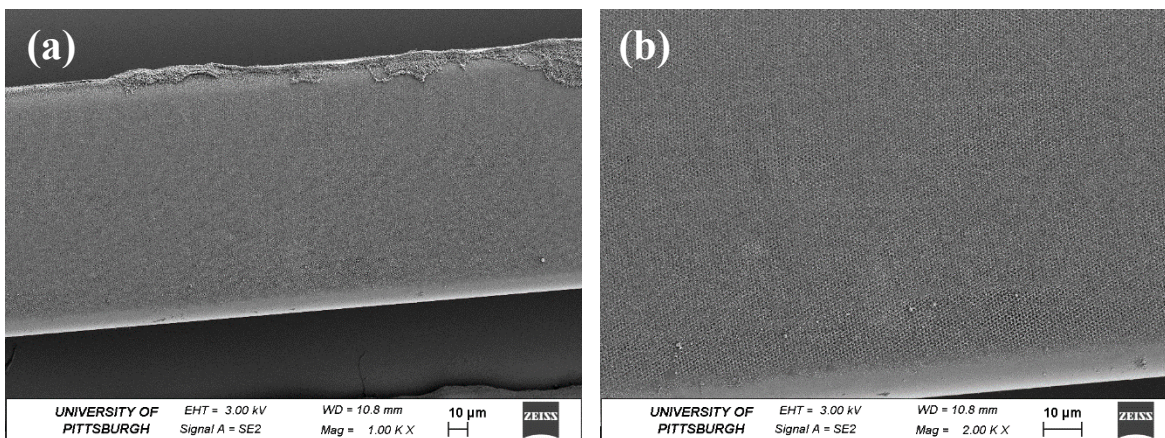 (a)
UNIVERSITY OF PITTSBURGH
EHT = 3.00 kV
Signal A = SE2
WD = 10.8 mm
Mag = 1.00 K X
10 µm
ZEISS
(b)
UNIVERSITY OF PITTSBURGH
EHT = 3.00 kV
Signal A = SE2
WD = 10.8 mm
Mag = 2.00 K X
10 µm
ZEISS